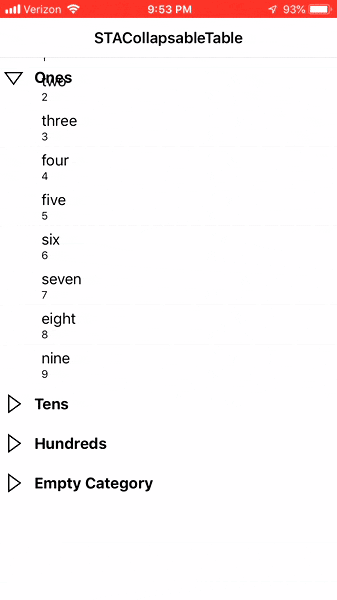 Verizon 9:53 PM 93%
STACollapsableTable
1
Ones
two
2
three
3
four
4
five
5
six
6
seven
7
eight
8
nine
9
Tens
Hundreds
Empty Category